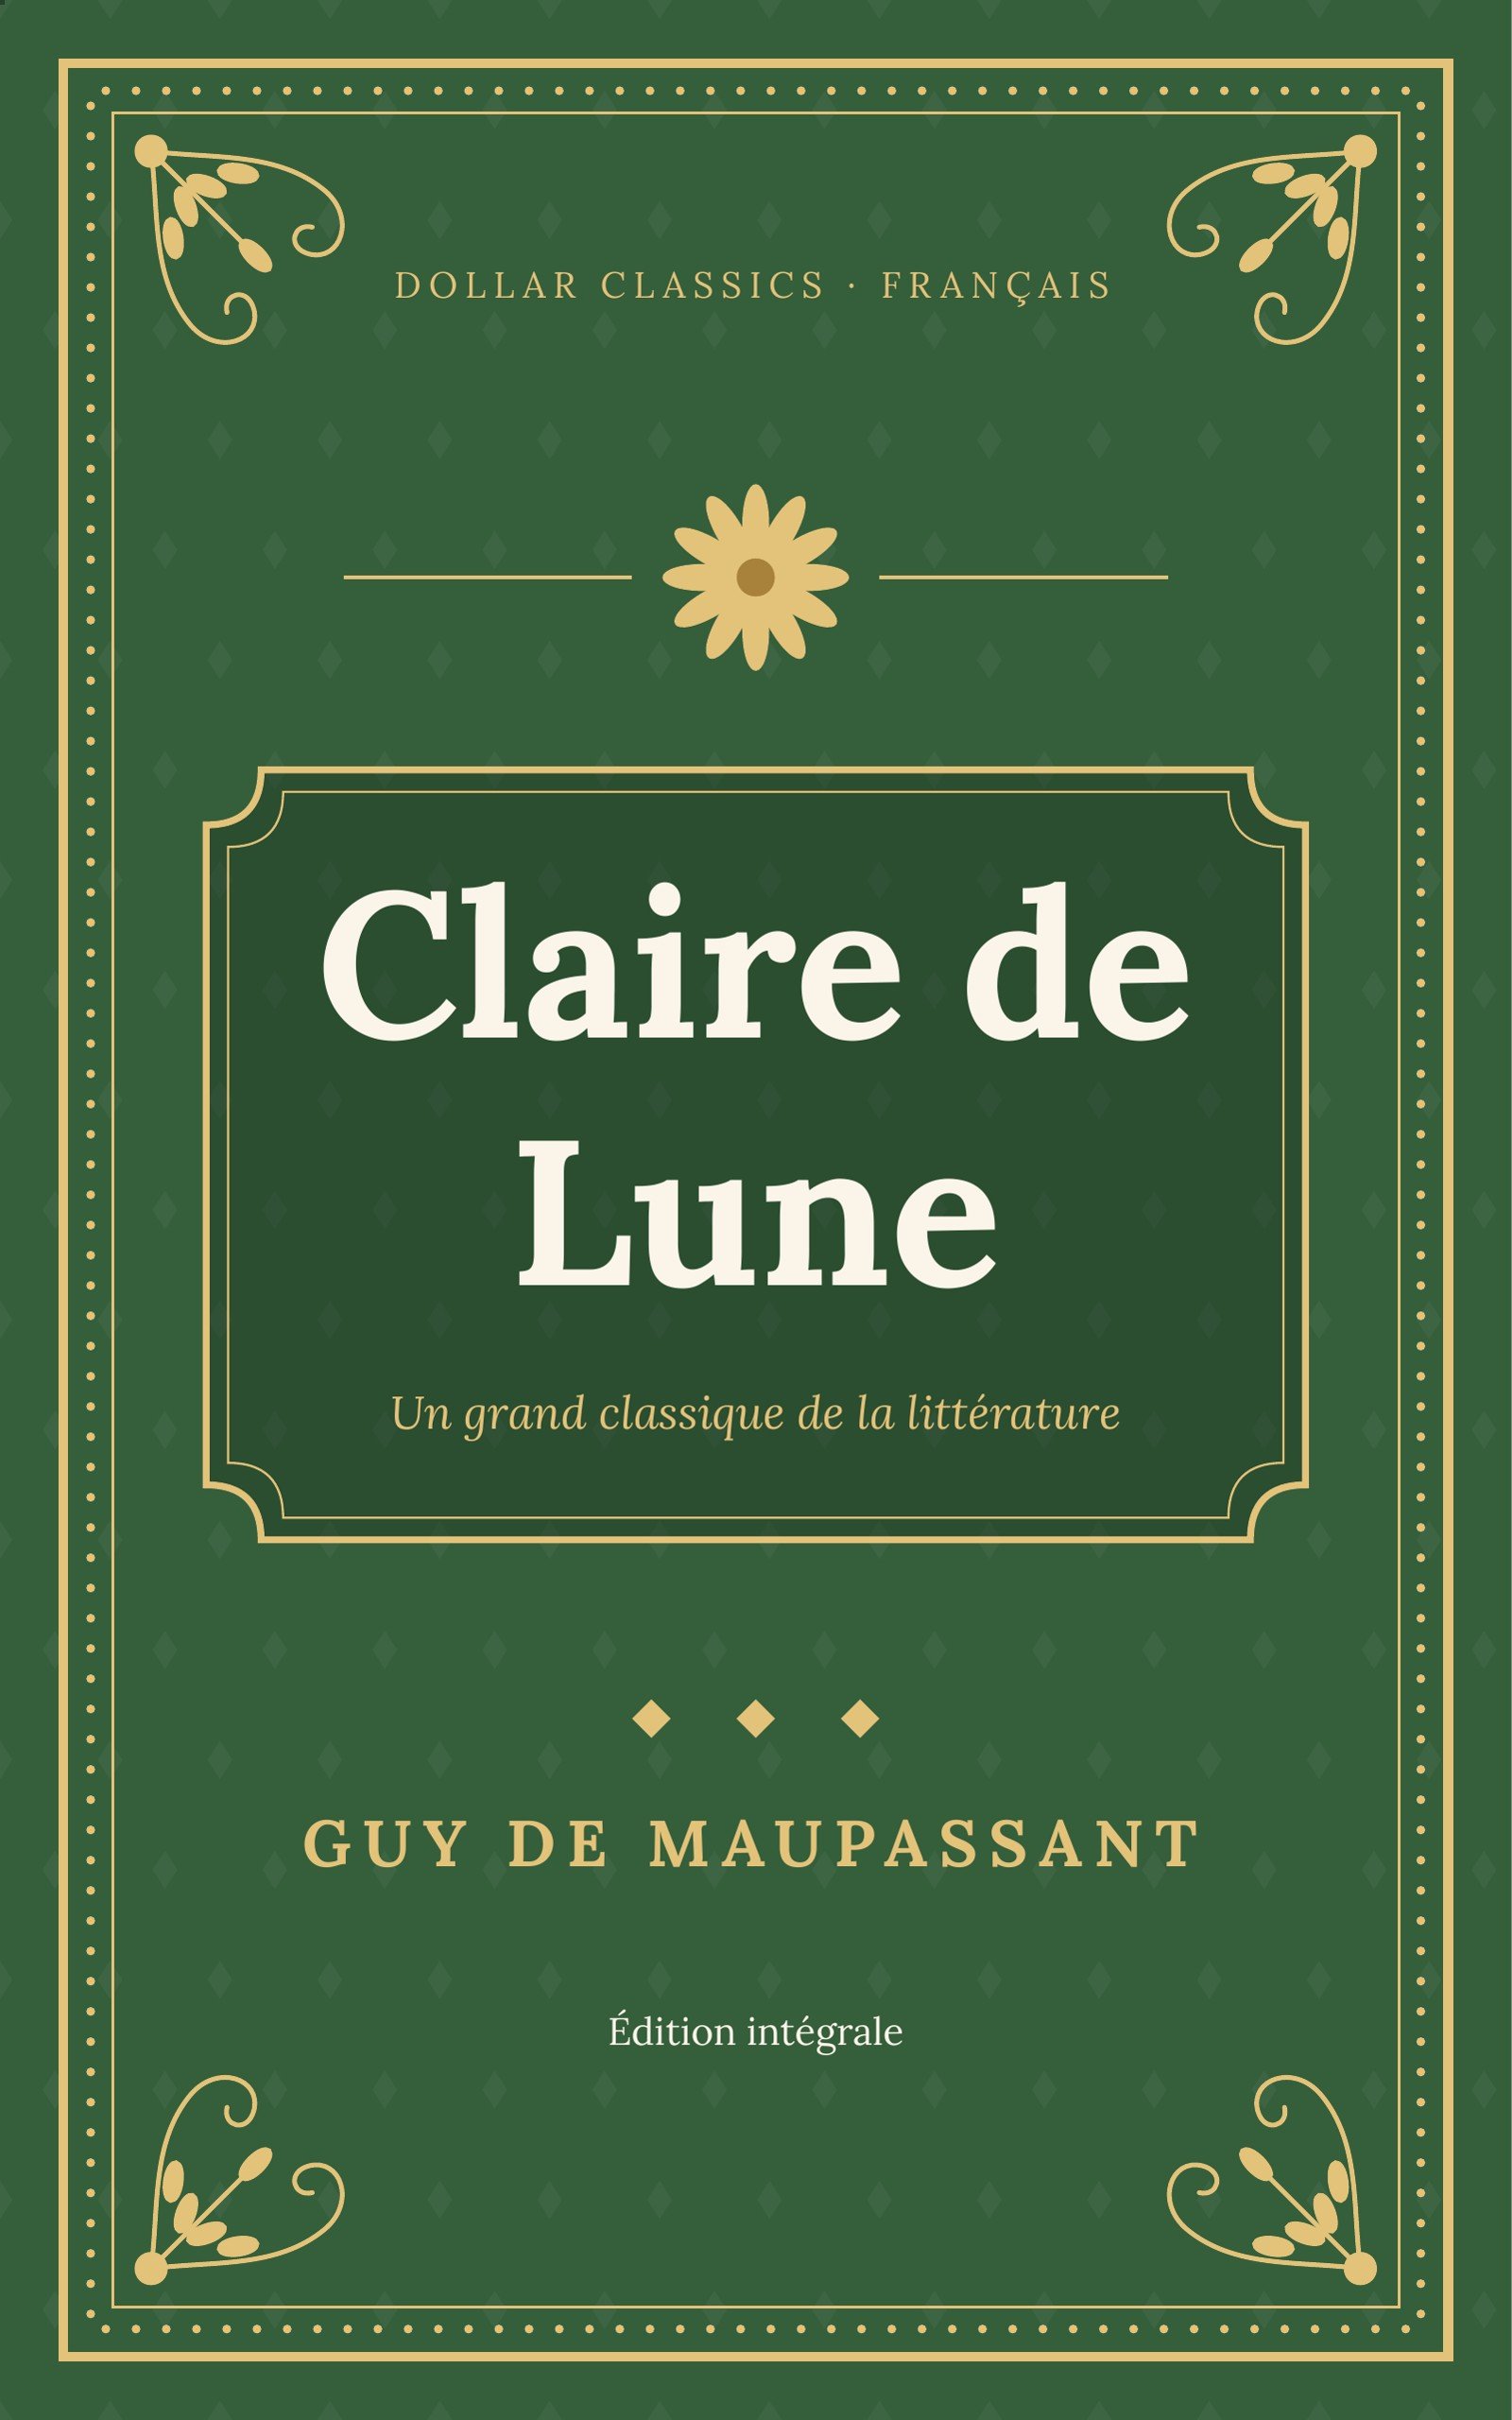 DOLLAR CLASSICS · FRANÇAIS
Claire de
Lune
Un grand classique de la littérature
GUY DE MAUPASSANT
Édition intégrale